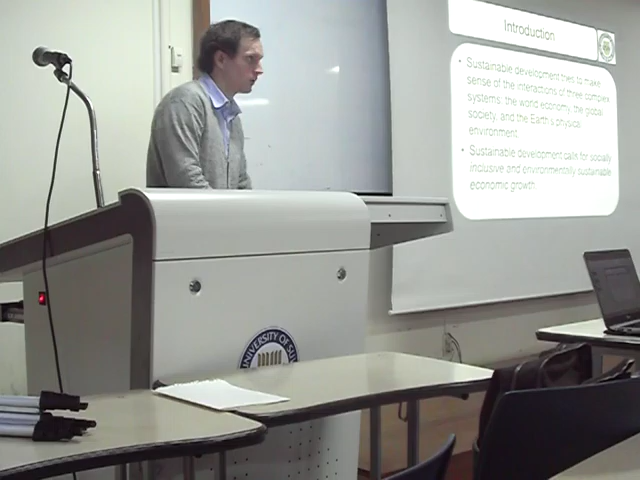 Introduction
• Sustainable development tries to make
sense of the interactions of three complex
systems: the world economy, the global
society, and the Earth's physical
environment.
• Sustainable development calls for socially
inclusive and environmentally sustainable
economic growth.
UNIVERSITY OF